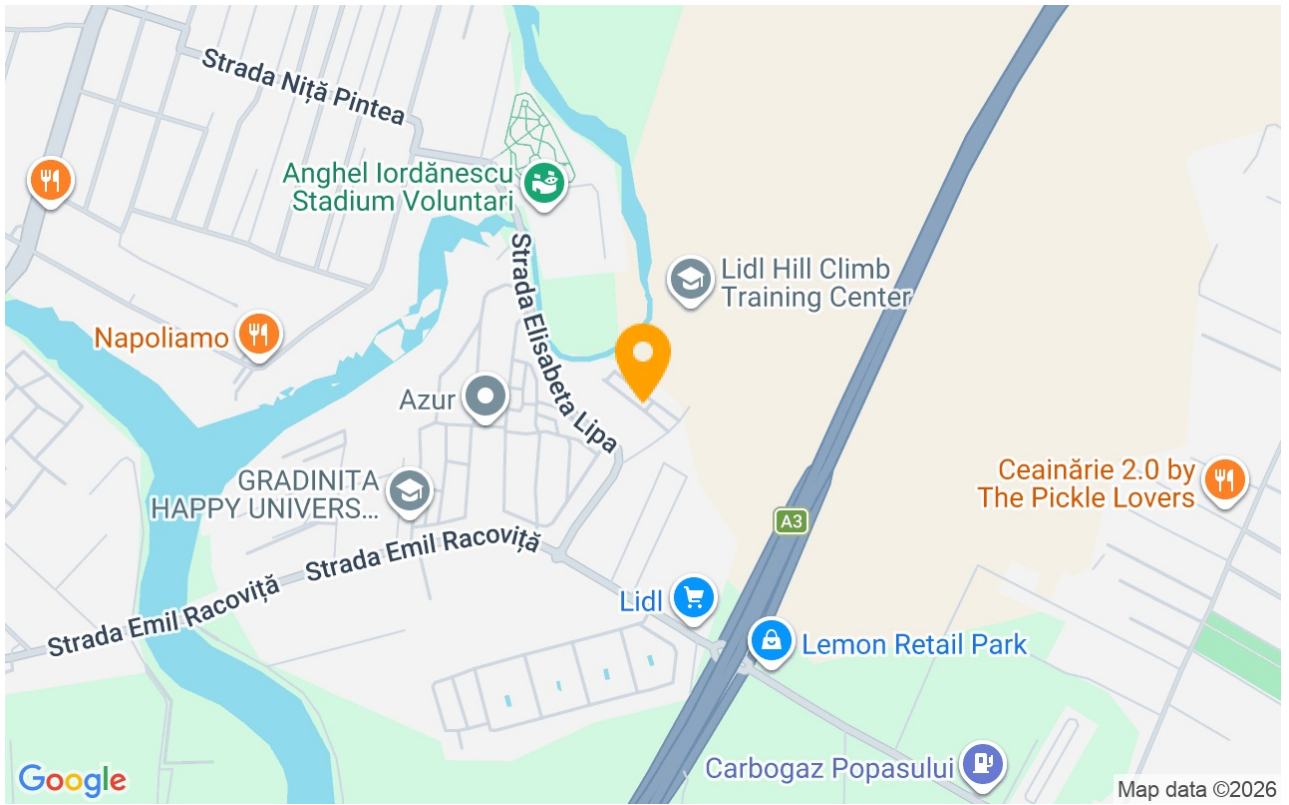 Strada Niță Pintea
Anghel Iordănescu
Stadium Voluntari
Lidl Hill Climb
Training Center
Strada Elisabeta Lipa
Napoliamo
Azur
GRADINITA
HAPPY UNIVERS...
Ceainărie 2.0 by
The Pickle Lovers
A3
Strada Emil Racoviță
Strada Emil Racoviță
Lidl
Lemon Retail Park
Carbogaz Popasului
Google
Map data ©2026